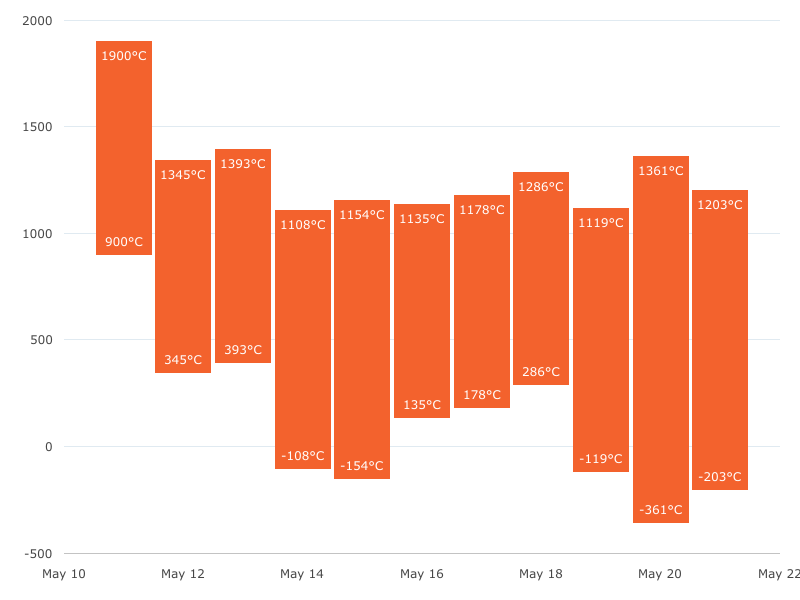 2000
1500
1000
500
0
-500
1900°C
900°C
1345°C
345°C
1393°C
393°C
1108°C
-108°C
1154°C
-154°C
1135°C
135°C
1178°C
178°C
1286°C
286°C
1119°C
-119°C
1361°C
-361°C
1203°C
-203°C
May 10
May 12
May 14
May 16
May 18
May 20
May 22